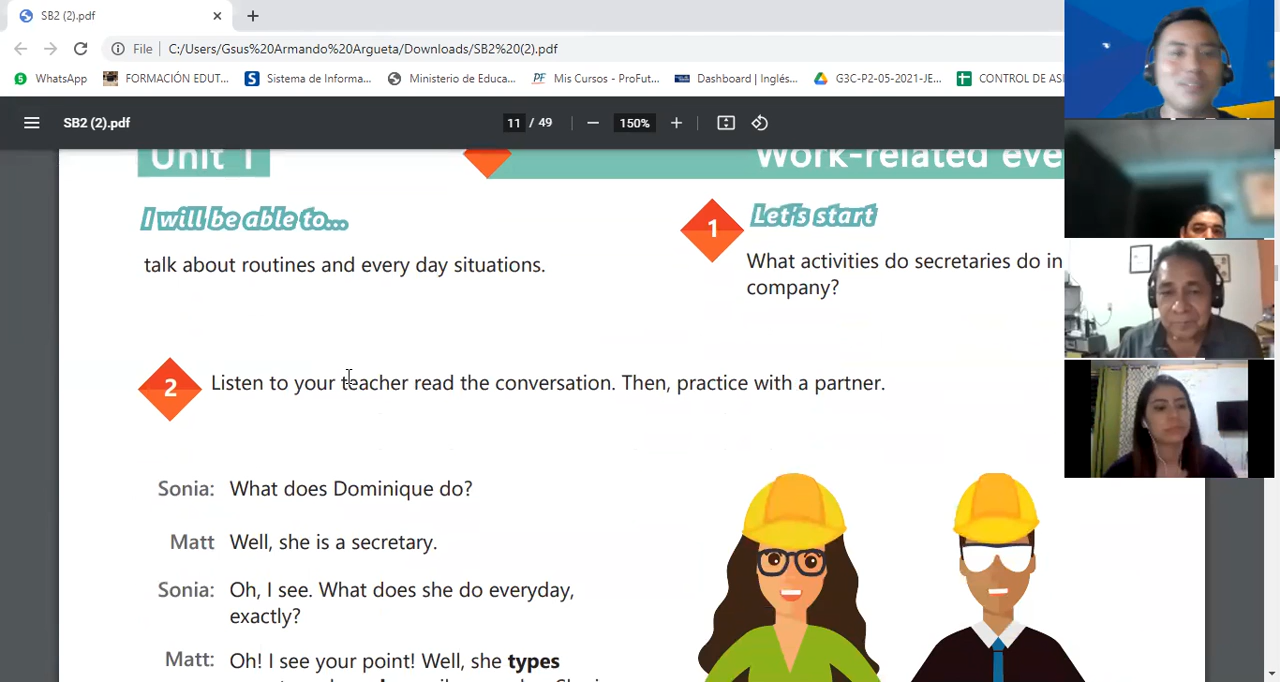 SB2 (2).pdf
File C:/Users/Gsus%20Armando%20Argueta/Downloads/SB2%20(2).pdf
WhatsApp FORMACIÓN EDUT... Sistema de Informa... Ministerio de Educa... Mis Cursos - ProFut... Dashboard | Inglés... G3C-P2-05-2021-JE... CONTROL DE ASI
SB2 (2).pdf 11 / 49 150%
Unit 1 Work-related eve
I will be able to...
talk about routines and every day situations.
1 Let's start
What activities do secretaries do in
company?
2 Listen to your teacher read the conversation. Then, practice with a partner.
Sonia: What does Dominique do?
Matt Well, she is a secretary.
Sonia: Oh, I see. What does she do everyday,
exactly?
Matt: Oh! I see your point! Well, she types